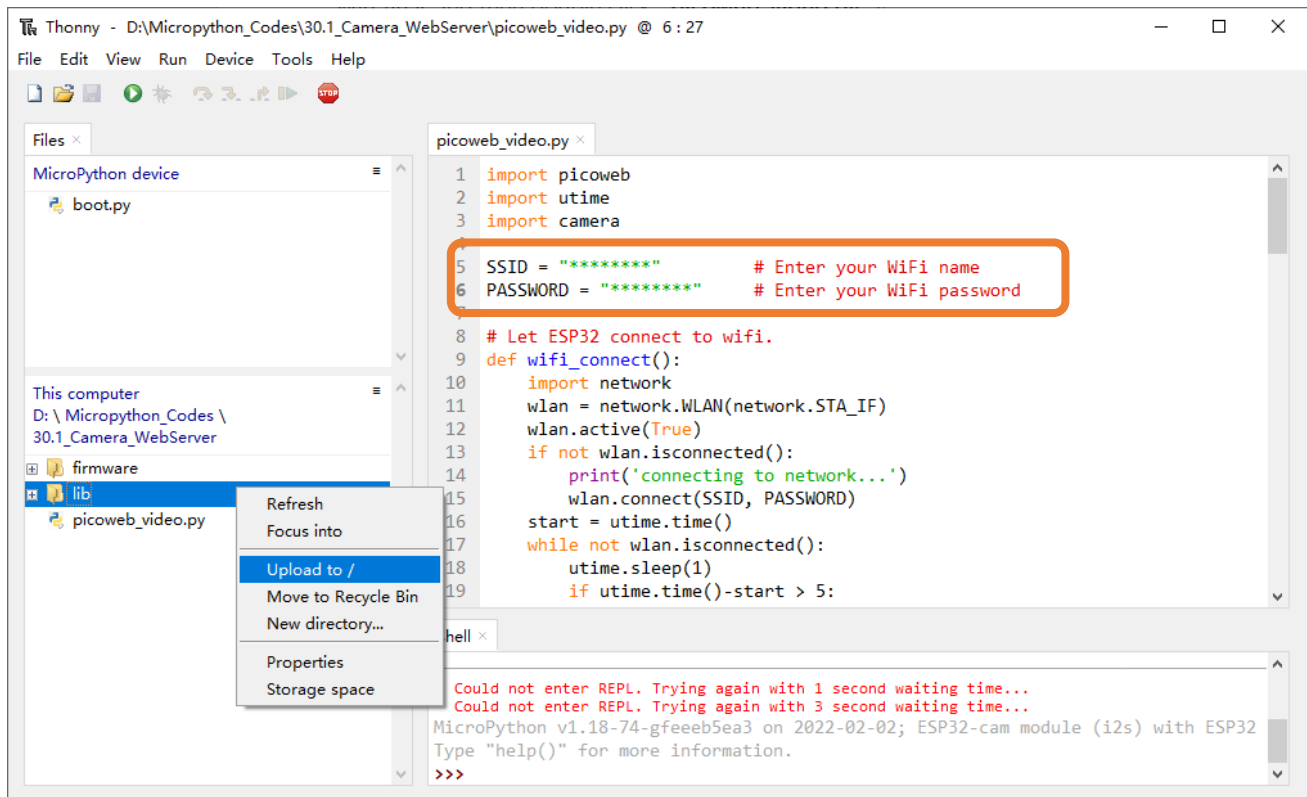 Thonny - D:\Micropython_Codes\30.1_Camera_WebServer\picoweb_video.py @ 6 : 27
File Edit View Run Device Tools Help
STOP
Files
MicroPython device
boot.py
This computer
D: \ Micropython_Codes \
30.1_Camera_WebServer
firmware
lib
picoweb_video.py
Refresh
Focus into
Upload to /
Move to Recycle Bin
New directory...
Properties
Storage space
picoweb_video.py
1 import picoweb
2 import utime
3 import camera
5 SSID = "********" # Enter your WiFi name
6 PASSWORD = "********" # Enter your WiFi password
8 # Let ESP32 connect to wifi.
9 def wifi_connect():
10 import network
11 wlan = network.WLAN(network.STA_IF)
12 wlan.active(True)
13 if not wlan.isconnected():
14 print('connecting to network...')
15 wlan.connect(SSID, PASSWORD)
16 start = utime.time()
17 while not wlan.isconnected():
18 utime.sleep(1)
19 if utime.time()-start > 5:
hell
Could not enter REPL. Trying again with 1 second waiting time...
Could not enter REPL. Trying again with 3 second waiting time...
MicroPython v1.18-74-gfeeeb5ea3 on 2022-02-02; ESP32-cam module (i2s) with ESP32
Type "help()" for more information.
>>>